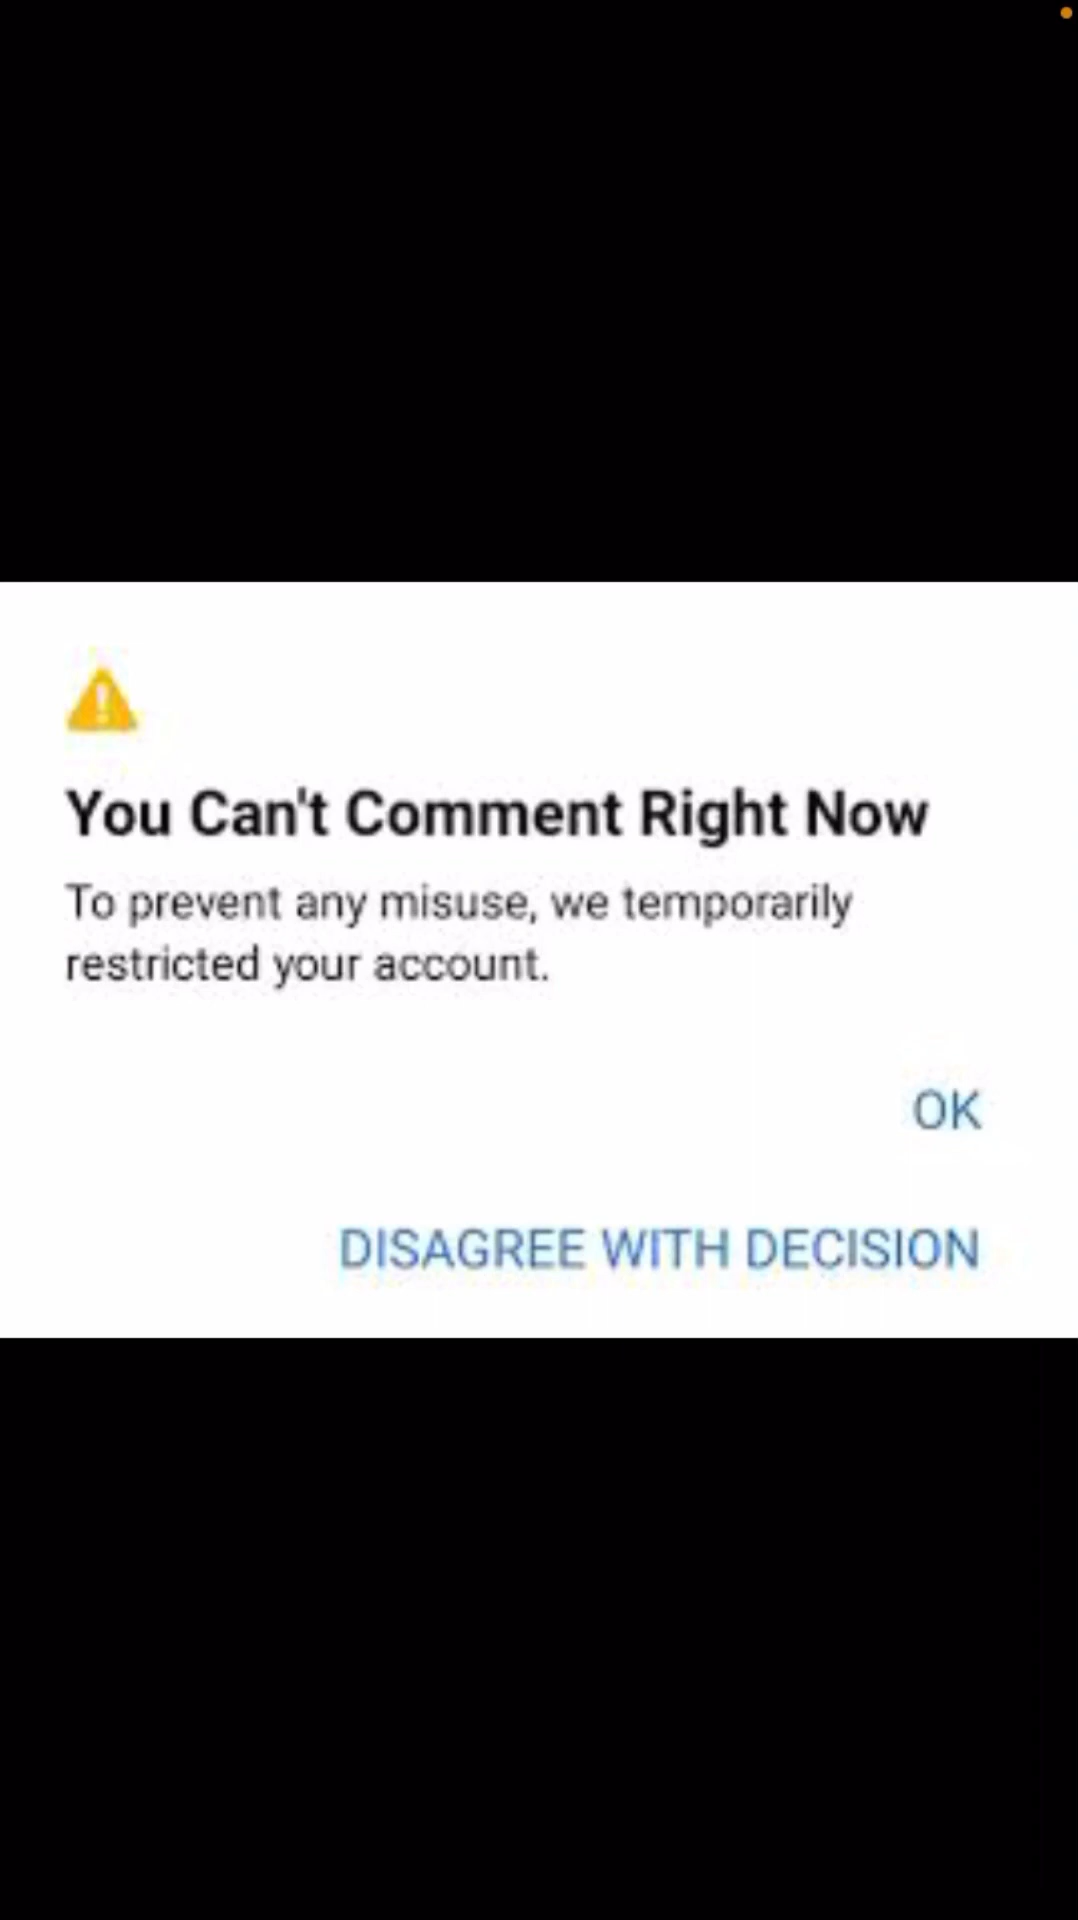 You Can't Comment Right Now
To prevent any misuse, we temporarily
restricted your account.
OK
DISAGREE WITH DECISION